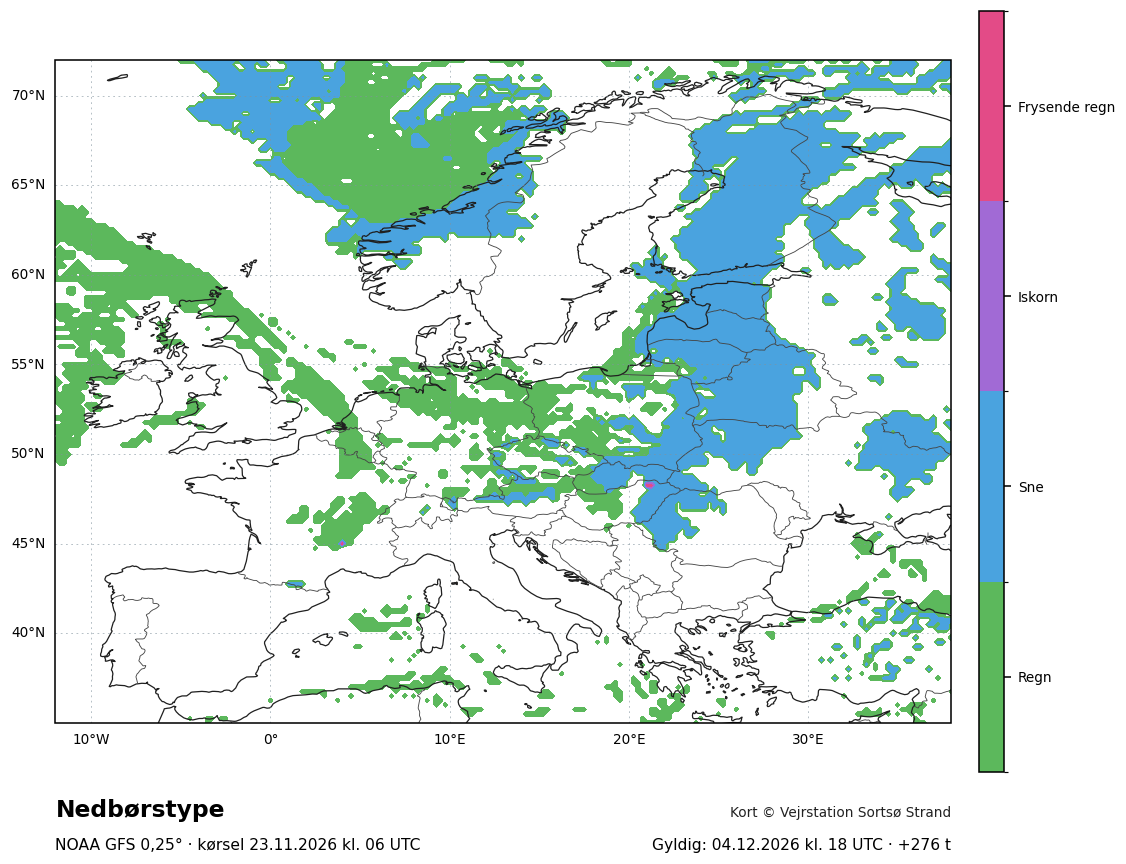 Frysende regn
Iskorn
Sne
Regn
70°N
65°N
60°N
55°N
50°N
45°N
40°N
10°W
0°
10°E
20°E
30°E
Nedbørstype
Kort © Vejrstation Sortsø Strand
NOAA GFS 0,25° · kørsel 23.11.2026 kl. 06 UTC
Gyldig: 04.12.2026 kl. 18 UTC · +276 t